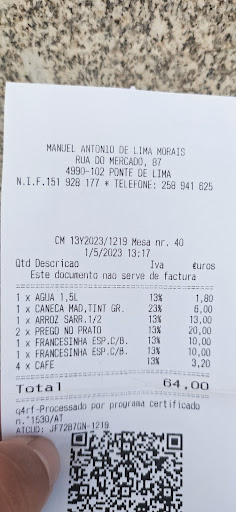 MANUEL ANTONIO DE LIMA MORAIS
RUA DO MERCADO, 87
4990-102 PONTE DE LIMA
N.I.F.151 928 177 * TELEFONE: 258 941 625
CM 13Y2023/1219 Mesa nr. 40
1/5/2023 13:17
Qtd Descricao Iva €uros
Este documento nao serve de factura
1 x AGUA 1,5L 13% 1,80
1 x CANECA MAD,TINT GR. 23% 6,00
1 x ARROZ SARR.1/2 13% 13,00
2 x PREGO NO PRATO 13% 20,00
1 x FRANCESINHA ESP.C/B. 13% 10,00
1 x FRANCESINHA ESP.C/B. 13% 10,00
4 x CAFE 13% 3,20
Total 64,00
q4rf-Processado por programa certificado
n.º1530/AT
ATCUD: JF72B7GN-1219